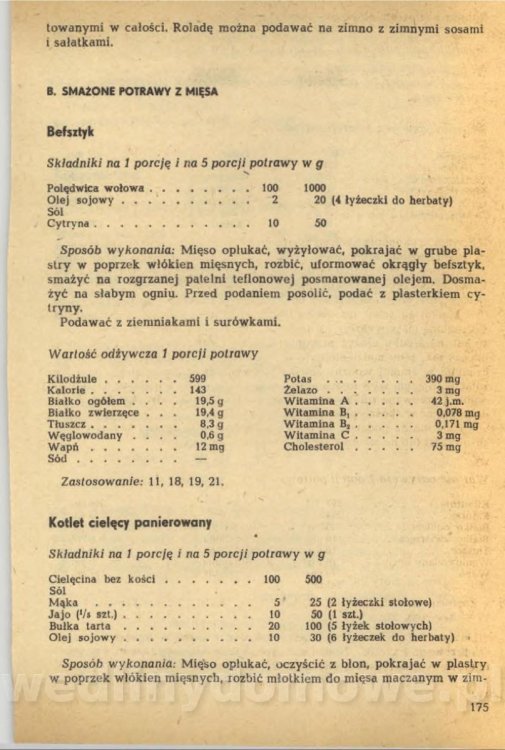 towanymi w całości. Roladę można podawać na zimno z zimnymi sosami
i sałatkami.
B. SMAŻONE POTRAWY Z MIĘSA
Befsztyk
Składniki na 1 porcję i na 5 porcji potrawy w g
Polędwica wołowa . . . . . . . . 100 1000
Olej sojowy . . . . . . . . . . 2 20 (4 łyżeczki do herbaty)
Sól
Cytryna . . . . . . . . . . . . 10 50
Sposób wykonania: Mięso opłukać, wyżyłować, pokrajać w grube pla-
stry w poprzek włókien mięsnych, rozbić, uformować okrągły befsztyk,
smażyć na rozgrzanej patelni teflonowej posmarowanej olejem. Dosma-
żyć na słabym ogniu. Przed podaniem posolić, podać z plasterkiem cy-
tryny.
Podawać z ziemniakami i surówkami.
Wartość odżywcza 1 porcji potrawy
Kilodżule . . . . . . 599
Kalorie . . . . . . . 143
Białko ogółem . . . . 19,5 g
Białko zwierzęce . . . 19,4 g
Tłuszcz . . . . . . . 8,3 g
Węglowodany . . . . 0,6 g
Wapń . . . . . . . 12 mg
Sód . . . . . . . . —
Potas . . . . . . . 390 mg
Żelazo . . . . . . . 3 mg
Witamina A . . . . . 42 j.m.
Witamina B₁ . . . . . 0,078 mg
Witamina B₂ . . . . . 0,171 mg
Witamina C . . . . . 3 mg
Cholesterol . . . . . 75 mg
Zastosowanie: 11, 18, 19, 21.
Kotlet cielęcy panierowany
Składniki na 1 porcję i na 5 porcji potrawy w g
Cielęcina bez kości . . . . . . . 100 500
Sól
Mąka . . . . . . . . . . . . 5 25 (2 łyżeczki stołowe)
Jajo (¹/₅ szt.) . . . . . . . . . . 10 50 (1 szt.)
Bułka tarta . . . . . . . . . . 20 100 (5 łyżek stołowych)
Olej sojowy . . . . . . . . . . 10 30 (6 łyżeczek do herbaty)
Sposób wykonania: Mięso opłukać, oczyścić z błon, pokrajać w plastry
w poprzek włókien mięsnych, rozbić młotkiem do mięsa maczanym w zim-
wedlinydomowe.pl
175